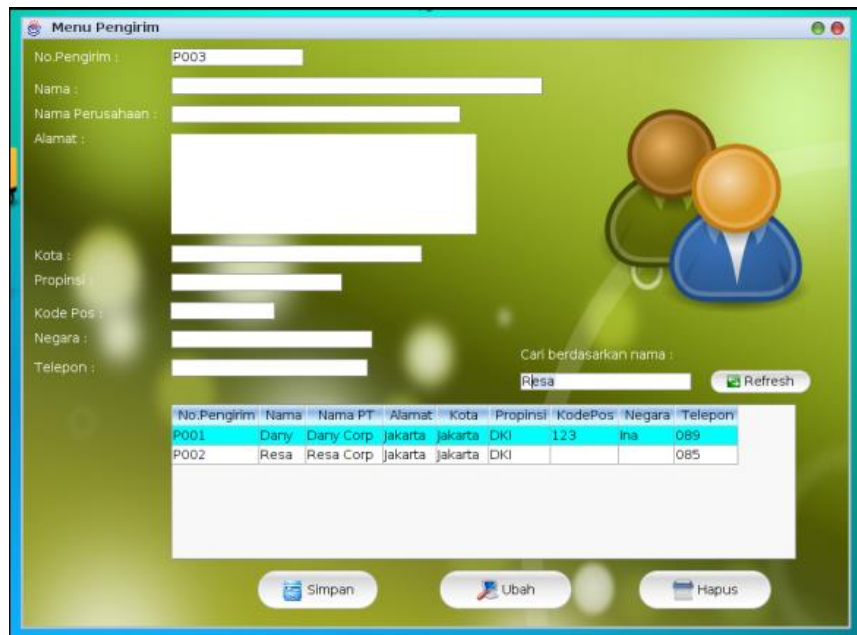 Menu Pengirim
No.Pengirim : P003
Nama :
Nama Perusahaan :
Alamat :
Kota :
Propinsi :
Kode Pos :
Negara :
Telepon :
Cari berdasarkan nama :
Resa Refresh
No.Pengirim Nama Nama PT Alamat Kota Propinsi KodePos Negara Telepon
P001 Dany Dany Corp Jakarta Jakarta DKI 123 Ina 089
P002 Resa Resa Corp Jakarta Jakarta DKI 085
Simpan Ubah Hapus